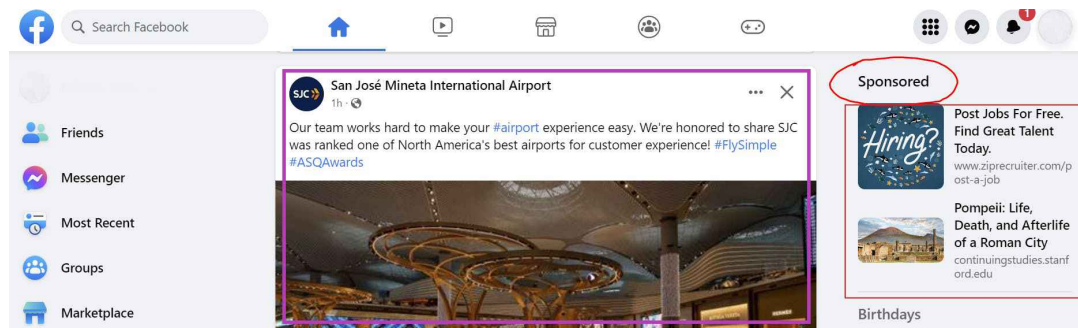 Search Facebook
1
San José Mineta International Airport
1h
Our team works hard to make your #airport experience easy. We're honored to share SJC
was ranked one of North America's best airports for customer experience! #FlySimple
#ASQAwards
SJC
Friends
Messenger
Most Recent
Groups
Marketplace
Sponsored
Hiring?
Post Jobs For Free.
Find Great Talent
Today.
www.ziprecruiter.com/p
ost-a-job
Pompeii: Life,
Death, and Afterlife
of a Roman City
continuingstudies.stanf
ord.edu
Birthdays